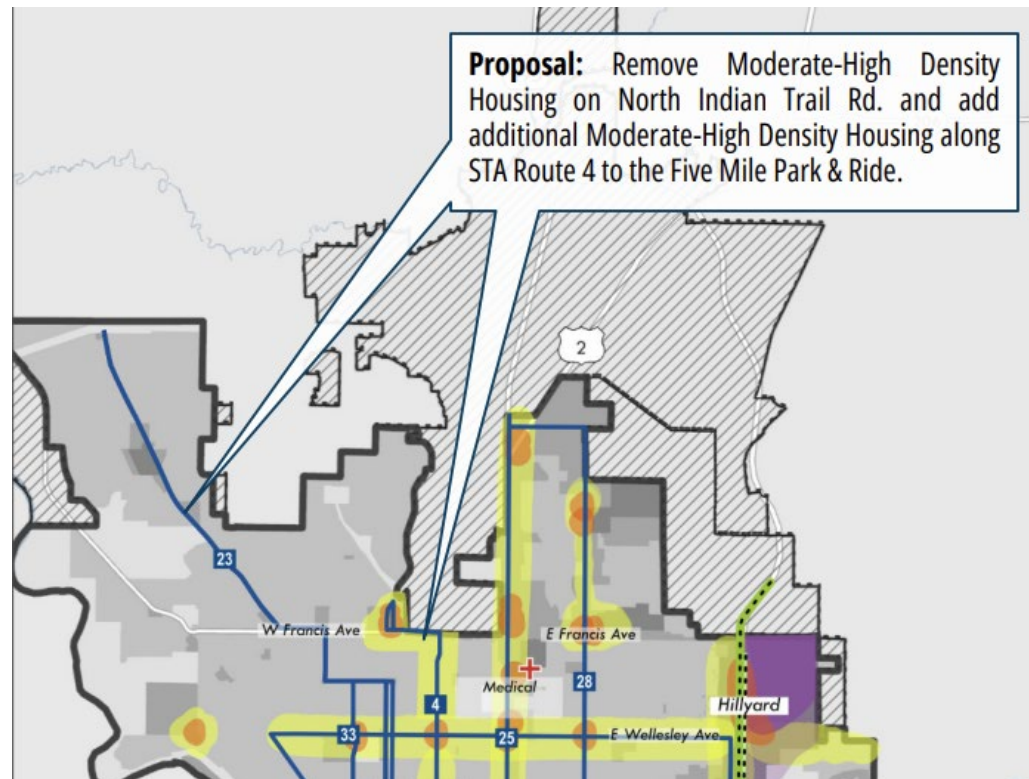 Proposal: Remove Moderate-High Density
Housing on North Indian Trail Rd. and add
additional Moderate-High Density Housing along
STA Route 4 to the Five Mile Park & Ride.
2
23
W Francis Ave
E Francis Ave
Medical
28
4
Hillyard
33
25
E Wellesley Ave